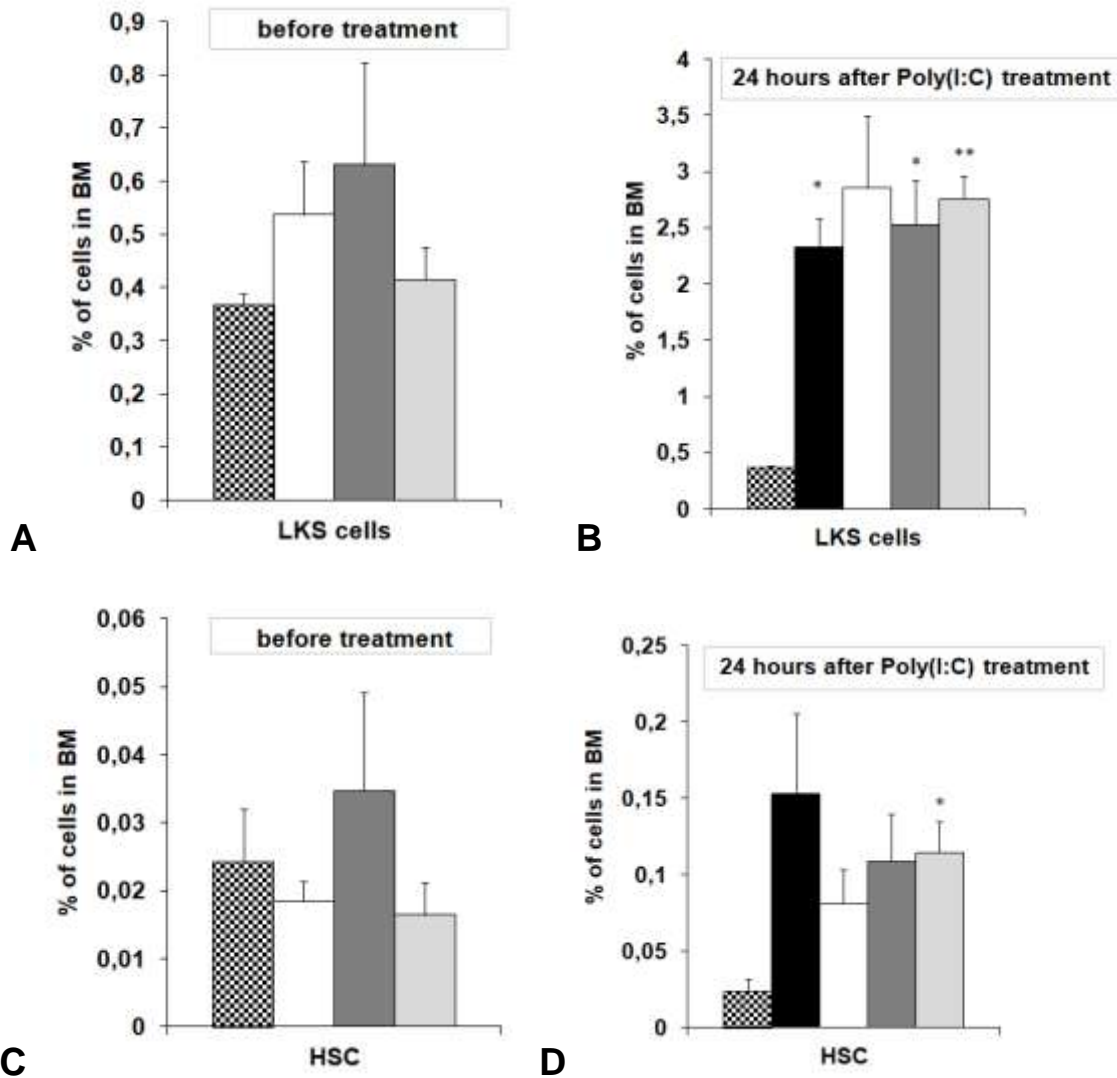 before treatment
0,9
0,8
0,7
0,6
0,5
0,4
0,3
0,2
0,1
0
% of cells in BM
LKS cells
A
24 hours after Poly(I:C) treatment
4
3,5
3
2,5
2
1,5
1
0,5
0
% of cells in BM
*
*
**
LKS cells
B
before treatment
0,06
0,05
0,04
0,03
0,02
0,01
0
% of cells in BM
HSC
C
24 hours after Poly(I:C) treatment
0,25
0,2
0,15
0,1
0,05
0
% of cells in BM
*
HSC
D